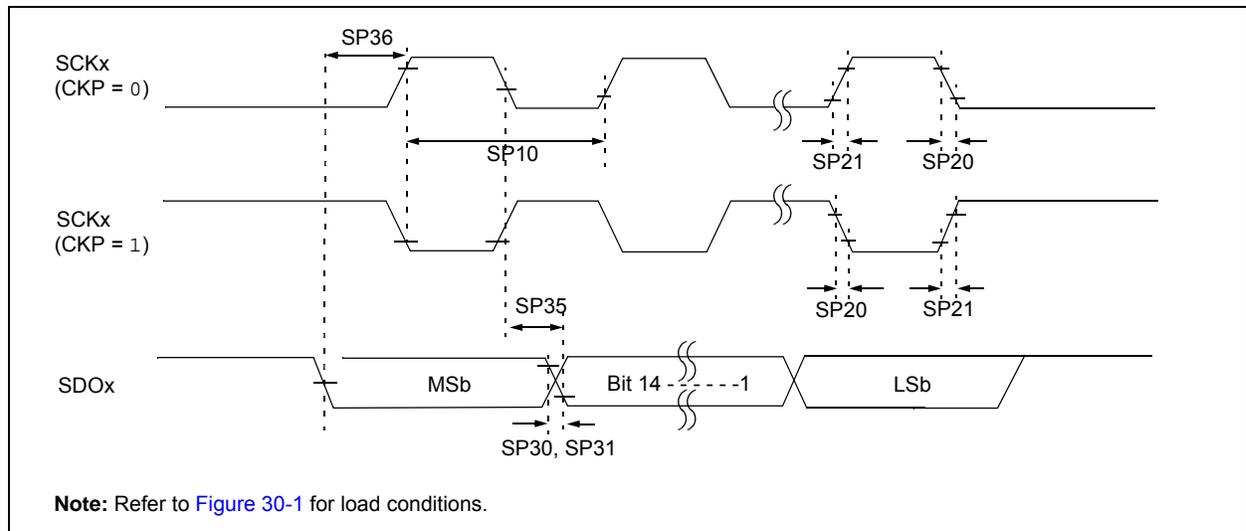 SP36
SCKx
(CKP = 0)
SP10
SP21
SP20
SCKx
(CKP = 1)
SP20
SP21
SP35
SDOx
MSb
Bit 14 - - - - - -1
LSb
SP30, SP31
Note: Refer to Figure 30-1 for load conditions.